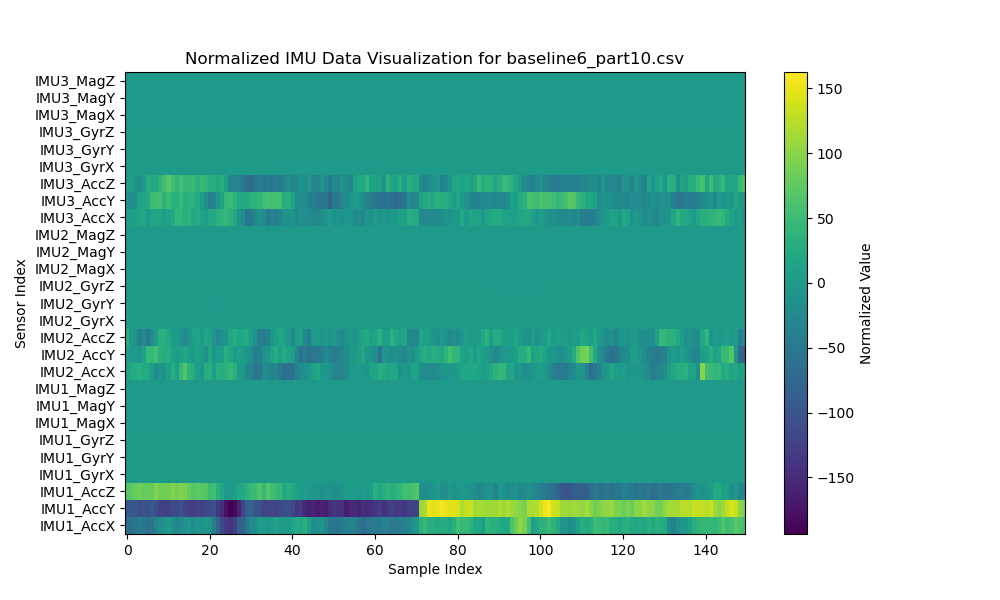 Normalized IMU Data Visualization for baseline6_part10.csv
IMU3_MagZ
IMU3_MagY
IMU3_MagX
IMU3_GyrZ
IMU3_GyrY
IMU3_GyrX
IMU3_AccZ
IMU3_AccY
IMU3_AccX
IMU2_MagZ
IMU2_MagY
IMU2_MagX
IMU2_GyrZ
IMU2_GyrY
IMU2_GyrX
IMU2_AccZ
IMU2_AccY
IMU2_AccX
IMU1_MagZ
IMU1_MagY
IMU1_MagX
IMU1_GyrZ
IMU1_GyrY
IMU1_GyrX
IMU1_AccZ
IMU1_AccY
IMU1_AccX
Sensor Index
0 20 40 60 80 100 120 140
Sample Index
150
100
50
0
−50
−100
−150
Normalized Value